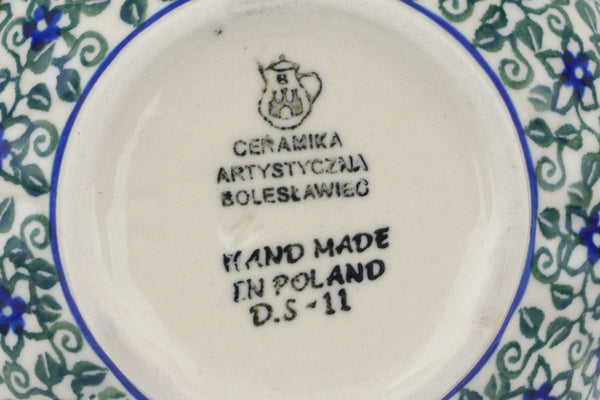 B
CERAMIKA
ARTYSTYCZNA
BOLESŁAWIEC
HAND MADE
IN POLAND
D.S-11